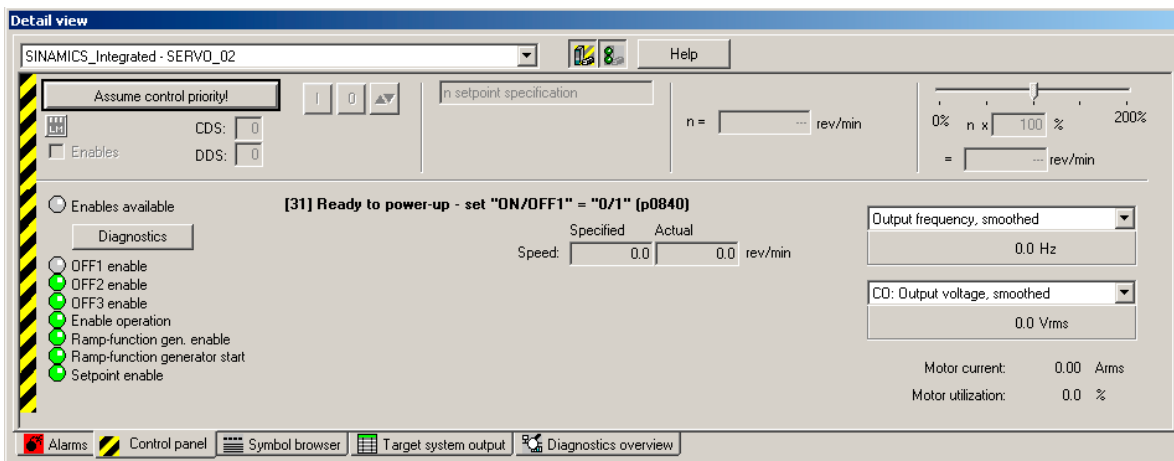 Detail view
SINAMICS_Integrated - SERVO_02
Help
Assume control priority!
I 0
n setpoint specification
n = --- rev/min
0% n x 100 % 200%
= --- rev/min
LM
CDS: 0
Enables
DDS: 0
Enables available
[31] Ready to power-up - set "ON/OFF1" = "0/1" (p0840)
Diagnostics
Specified Actual
Speed: 0.0 0.0 rev/min
Output frequency, smoothed
0.0 Hz
OFF1 enable
OFF2 enable
OFF3 enable
Enable operation
Ramp-function gen. enable
Ramp-function generator start
Setpoint enable
CO: Output voltage, smoothed
0.0 Vrms
Motor current: 0.00 Arms
Motor utilization: 0.0 %
Alarms Control panel Symbol browser Target system output Diagnostics overview